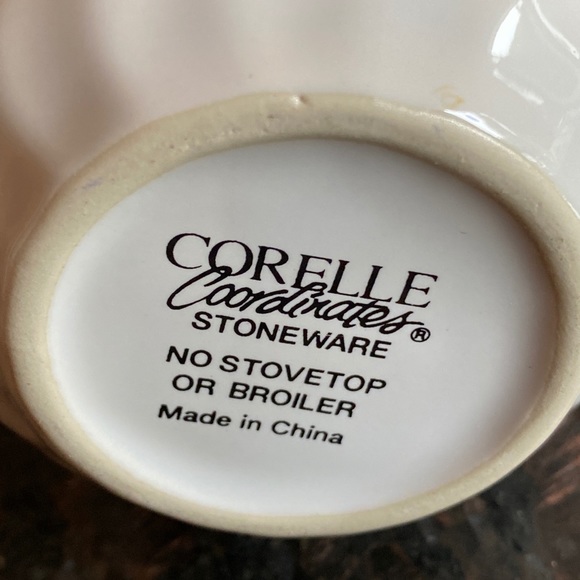 CORELLE
Coordinates®
STONEWARE
NO STOVETOP
OR BROILER
Made in China